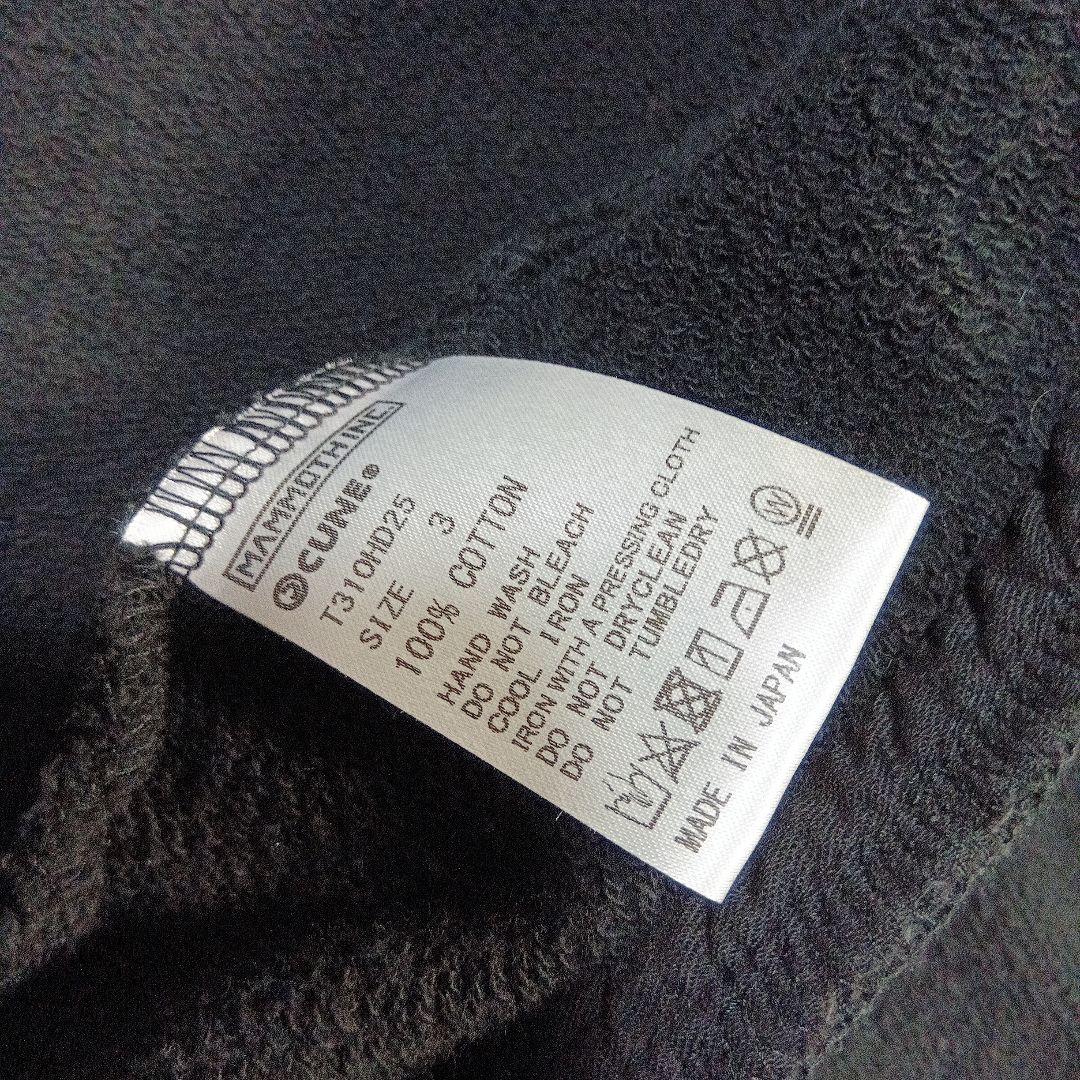 MAMMOTH INC.
CUNE®
T310HD25
SIZE 3
100% COTTON
HAND WASH
DO NOT BLEACH
COOL IRON
IRON WITH A PRESSING CLOTH
DO NOT DRYCLEAN
DO NOT TUMBLEDRY
W
MADE IN JAPAN